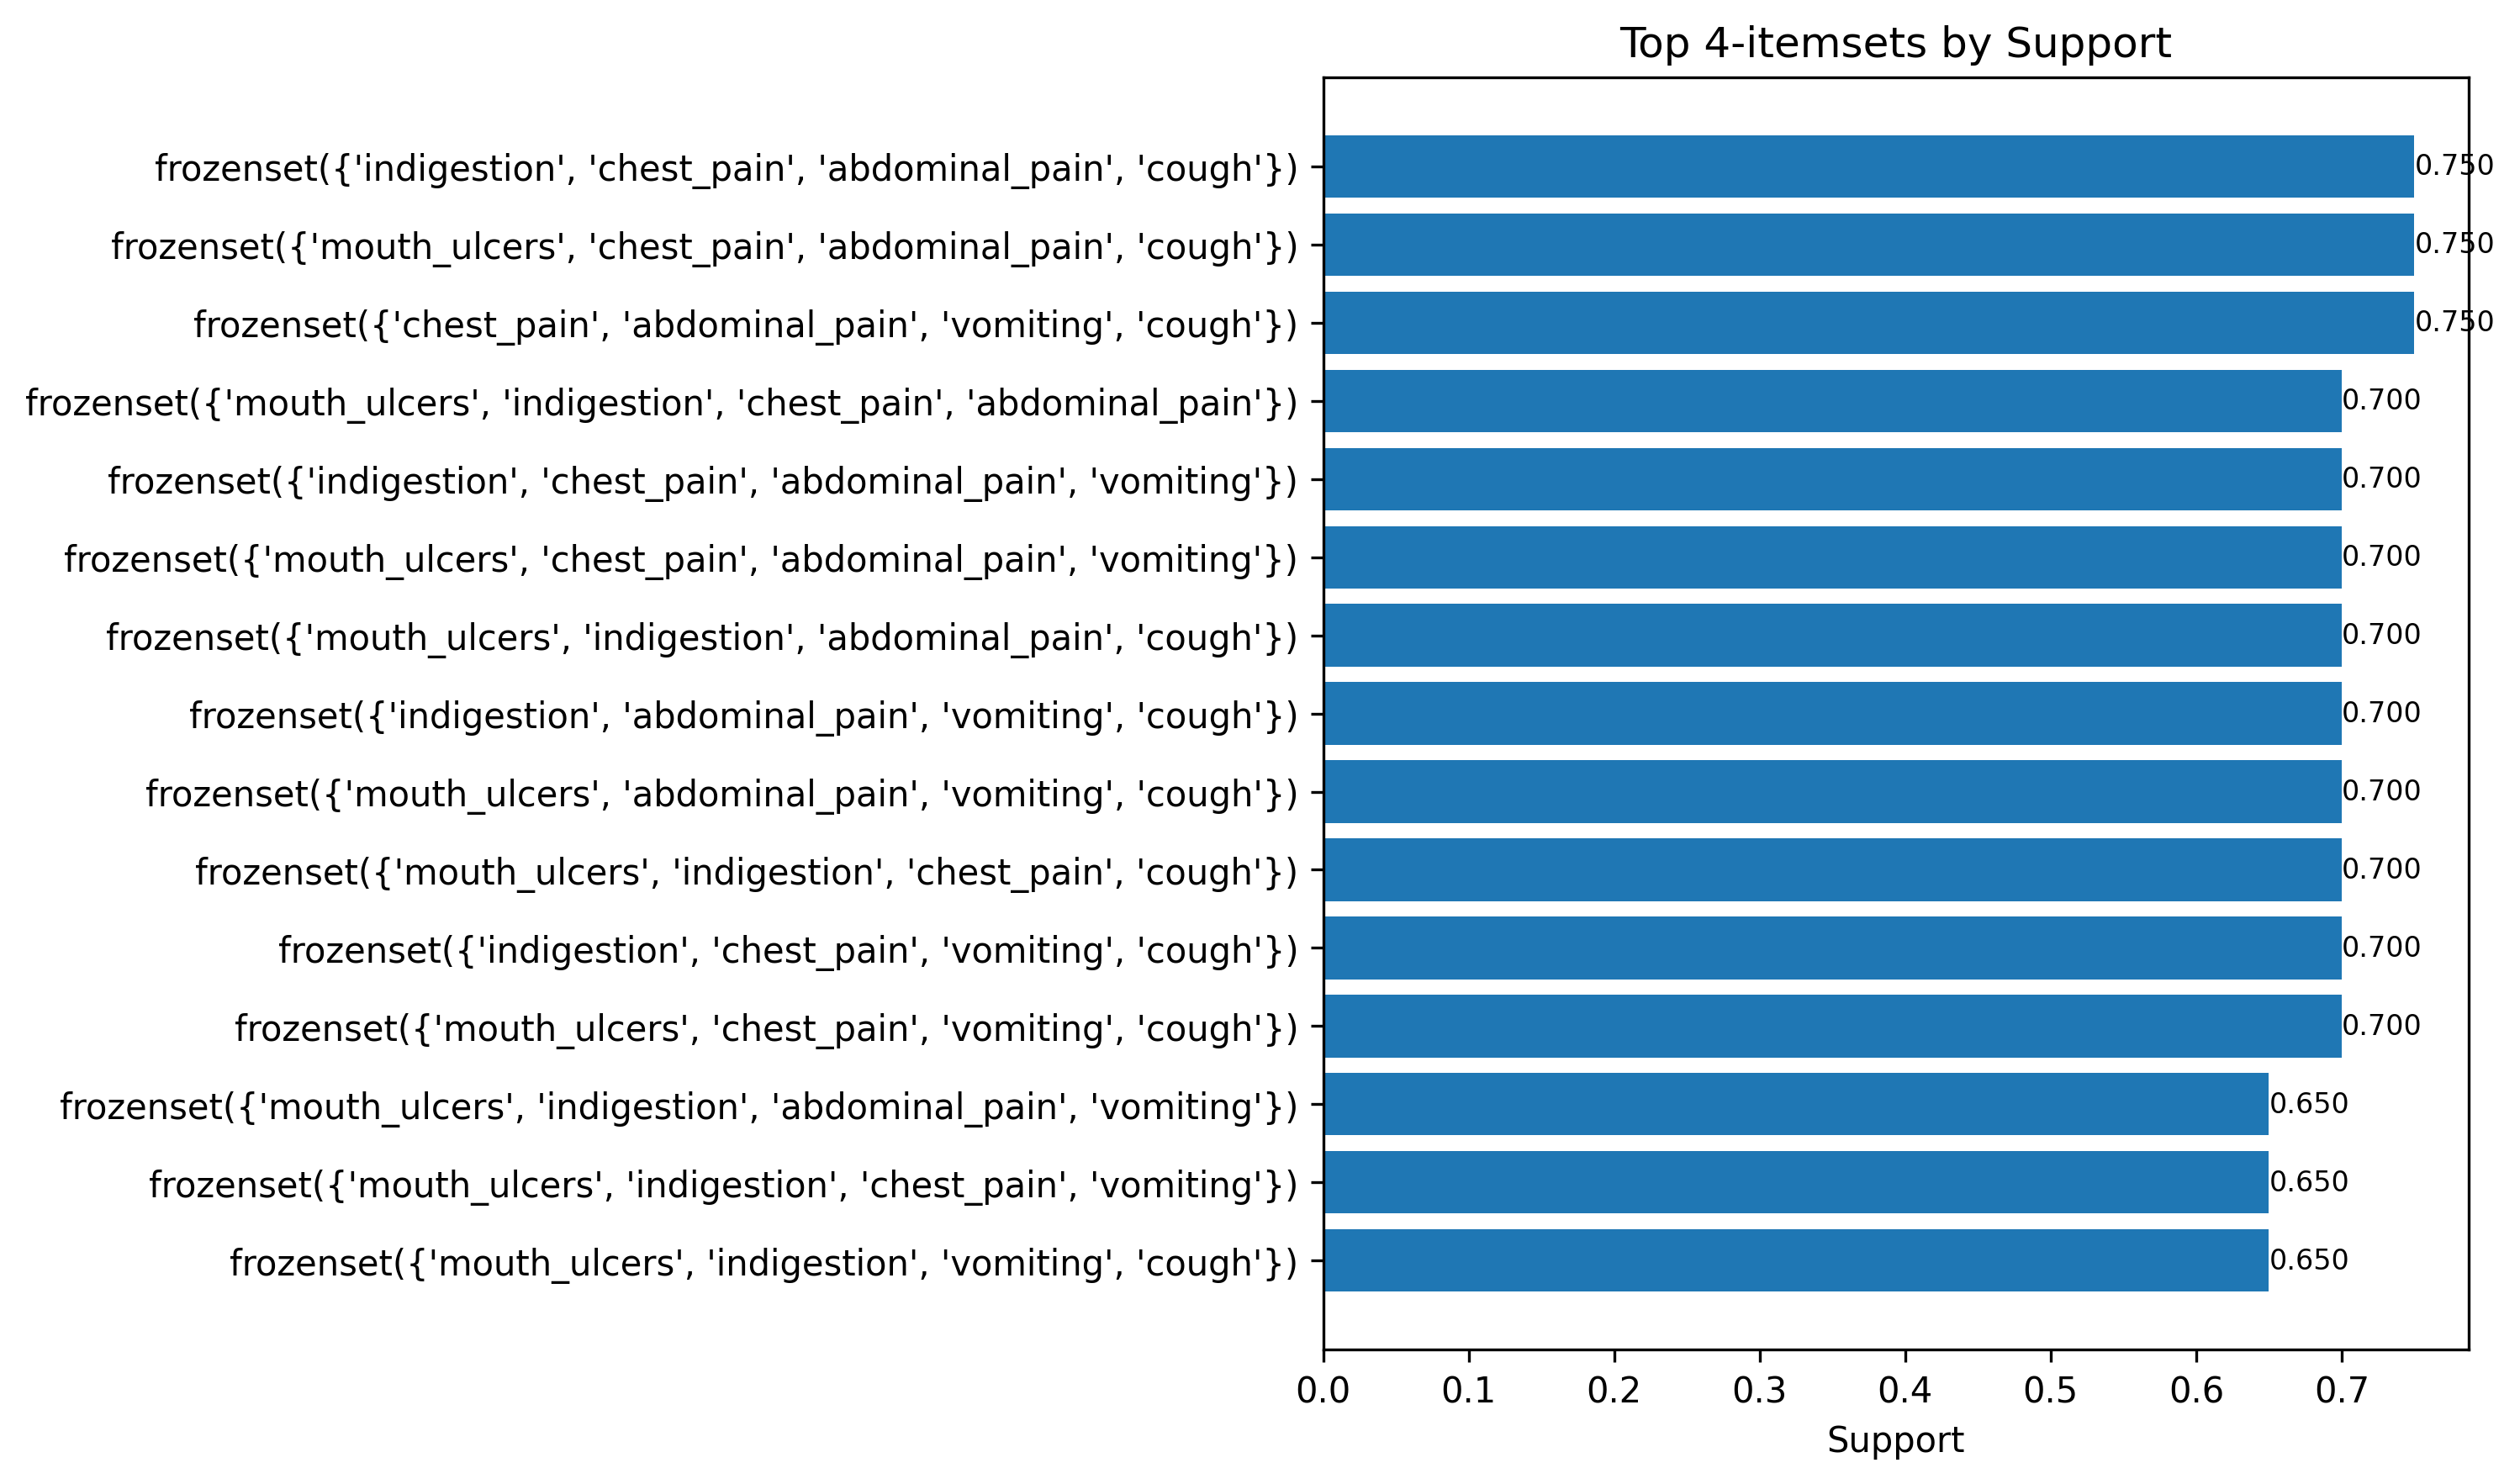 Top 4-itemsets by Support
frozenset({'indigestion', 'chest_pain', 'abdominal_pain', 'cough'})
0.750
frozenset({'mouth_ulcers', 'chest_pain', 'abdominal_pain', 'cough'})
0.750
frozenset({'chest_pain', 'abdominal_pain', 'vomiting', 'cough'})
0.750
frozenset({'mouth_ulcers', 'indigestion', 'chest_pain', 'abdominal_pain'})
0.700
frozenset({'indigestion', 'chest_pain', 'abdominal_pain', 'vomiting'})
0.700
frozenset({'mouth_ulcers', 'chest_pain', 'abdominal_pain', 'vomiting'})
0.700
frozenset({'mouth_ulcers', 'indigestion', 'abdominal_pain', 'cough'})
0.700
frozenset({'indigestion', 'abdominal_pain', 'vomiting', 'cough'})
0.700
frozenset({'mouth_ulcers', 'abdominal_pain', 'vomiting', 'cough'})
0.700
frozenset({'mouth_ulcers', 'indigestion', 'chest_pain', 'cough'})
0.700
frozenset({'indigestion', 'chest_pain', 'vomiting', 'cough'})
0.700
frozenset({'mouth_ulcers', 'chest_pain', 'vomiting', 'cough'})
0.700
frozenset({'mouth_ulcers', 'indigestion', 'abdominal_pain', 'vomiting'})
0.650
frozenset({'mouth_ulcers', 'indigestion', 'chest_pain', 'vomiting'})
0.650
frozenset({'mouth_ulcers', 'indigestion', 'vomiting', 'cough'})
0.650
0.0 0.1 0.2 0.3 0.4 0.5 0.6 0.7
Support